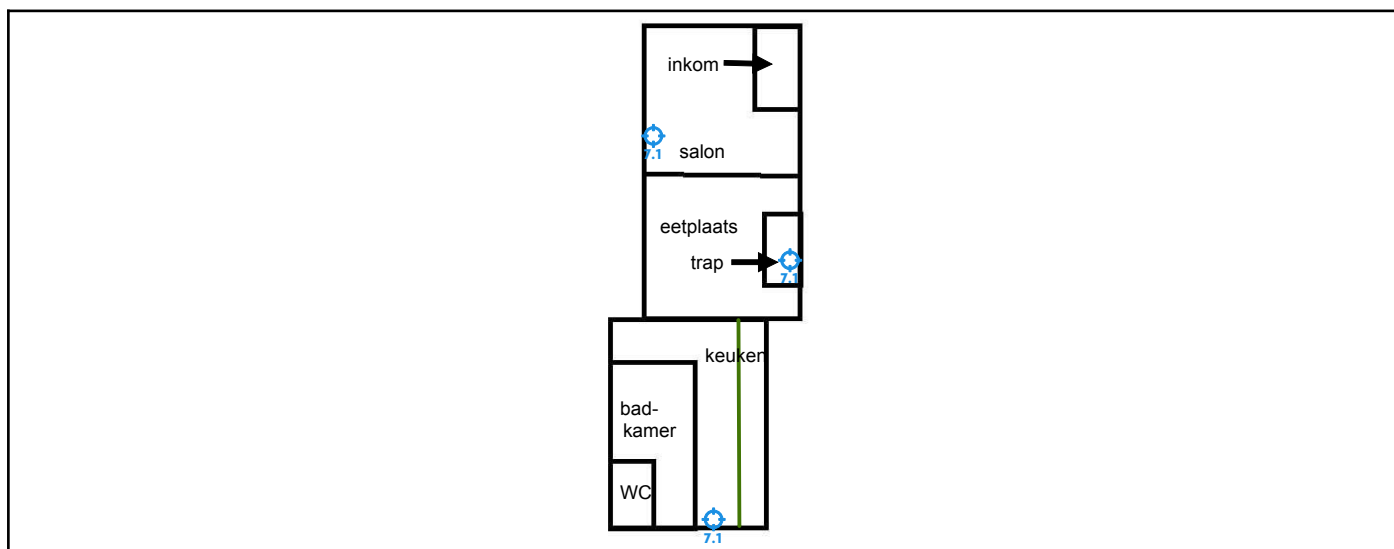 inkom
7.1
salon
eetplaats
trap
7.1
keuken
bad-
kamer
WC
7.1